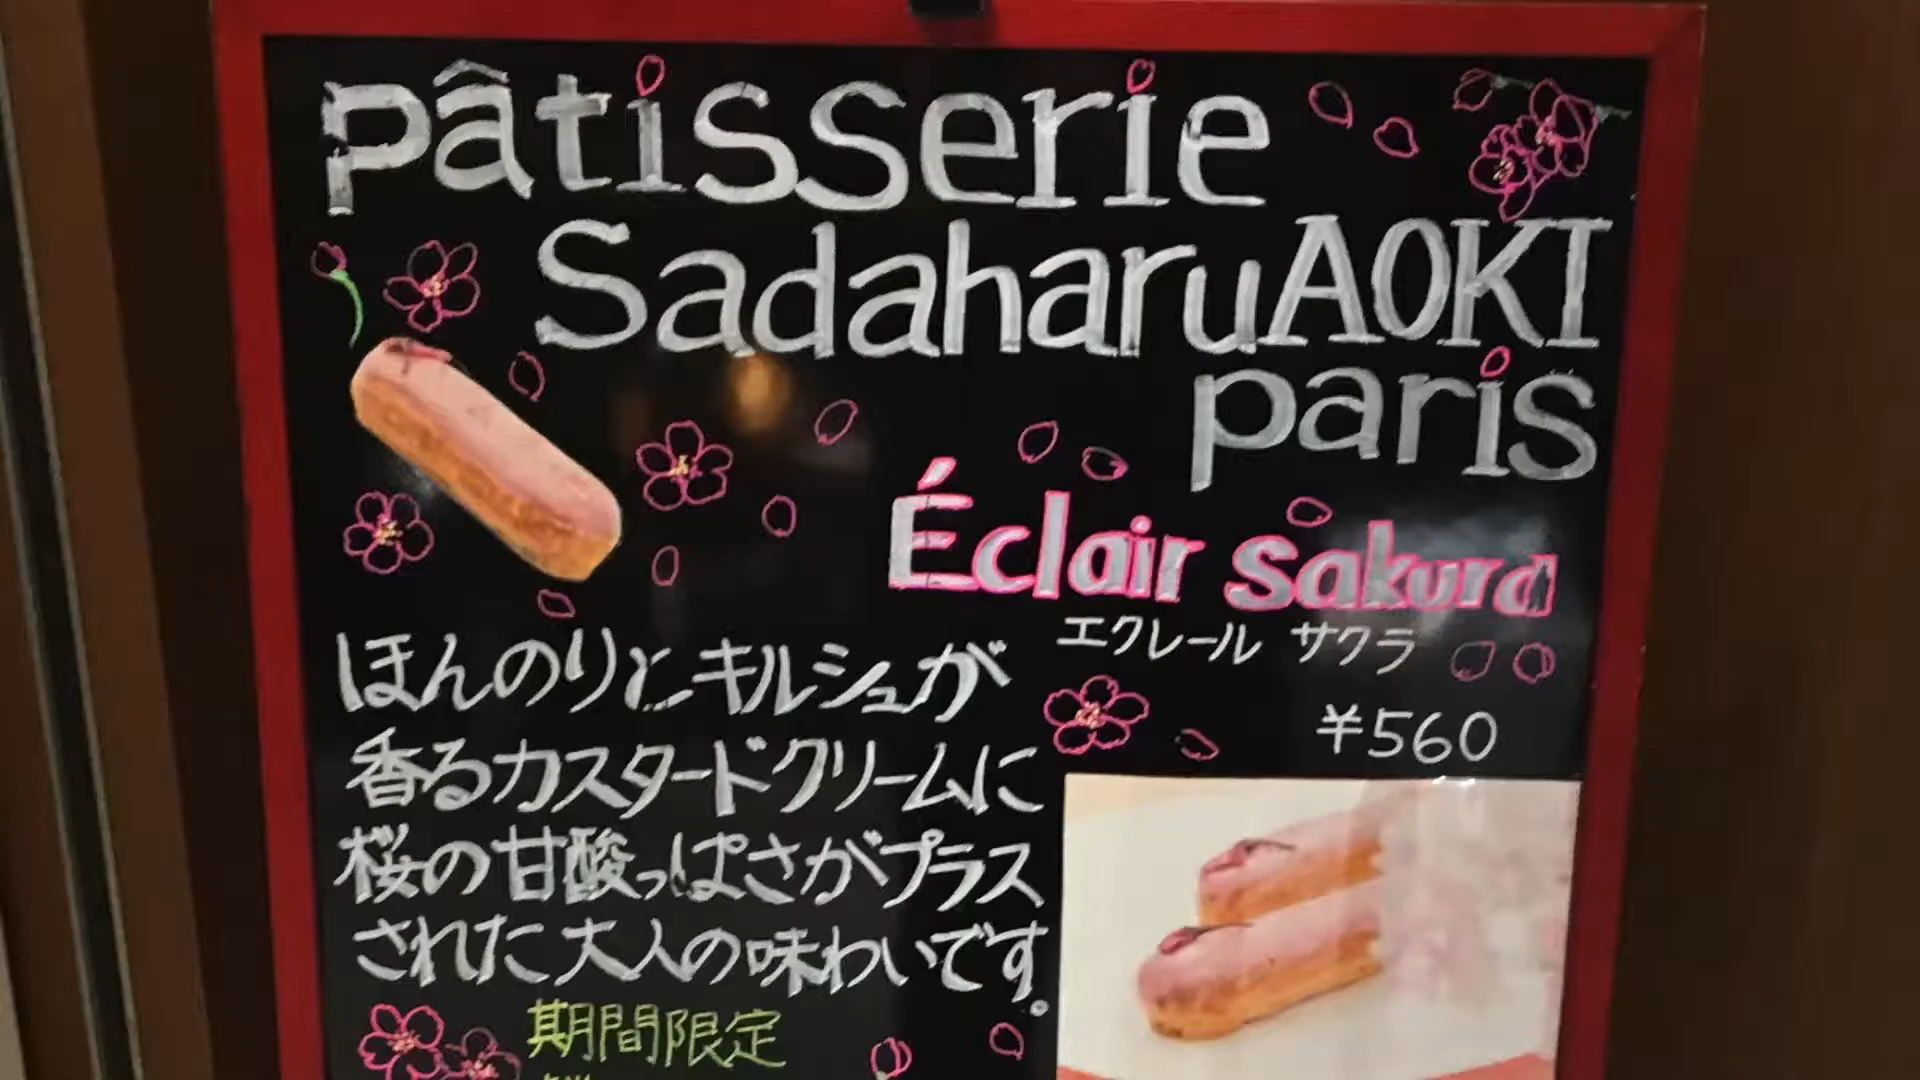 Pâtisserie
Sadaharu AOKI
paris
Éclair sakura
エクレール サクラ
¥560
ほんのりとキルシュが
香るカスタードクリームに
桜の甘酸っぱさがプラス
された大人の味わいです。
期間限定